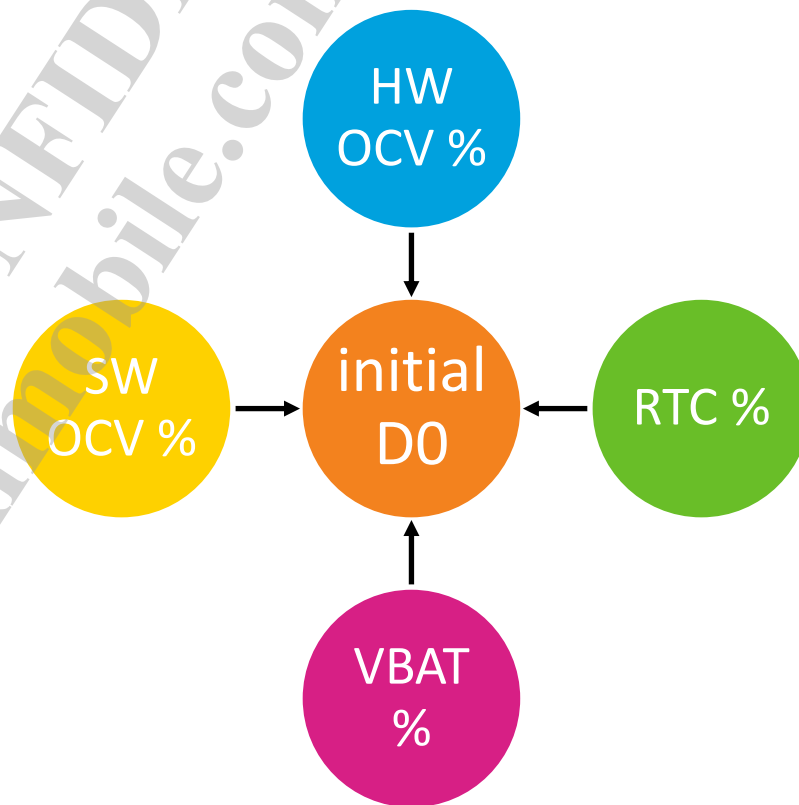 HW
OCV %
SW
OCV %
initial
D0
RTC %
VBAT
%